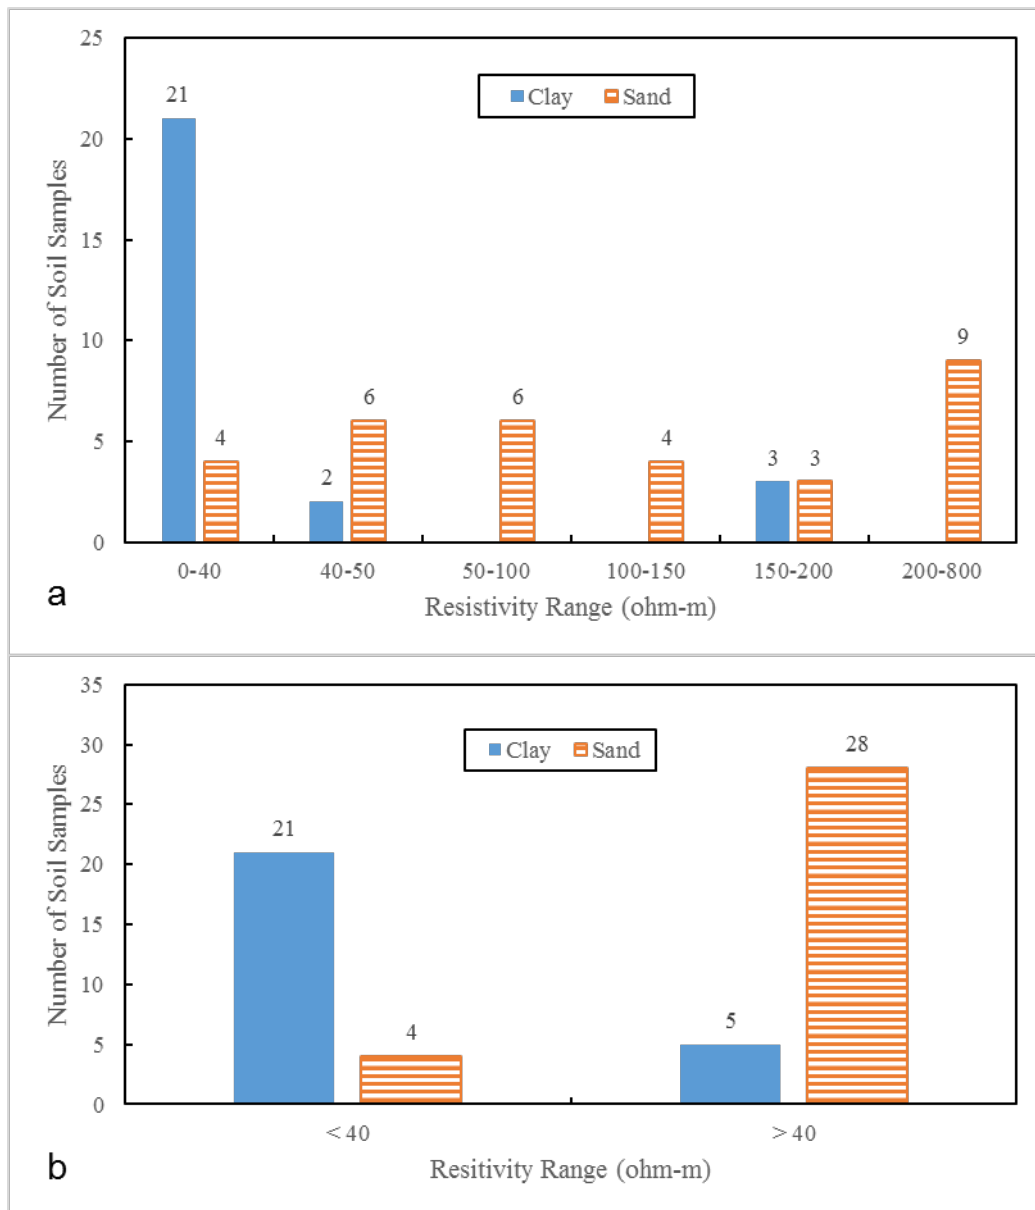 25
Clay Sand
21
20
Number of Soil Samples
15
10
9
6
6
5
4
4
3
3
2
0
0-40 40-50 50-100 100-150 150-200 200-800
a
Resistivity Range (ohm-m)
35
Clay Sand
30
28
25
21
20
Number of Soil Samples
15
10
5
5
4
0
< 40 > 40
b
Resitivity Range (ohm-m)